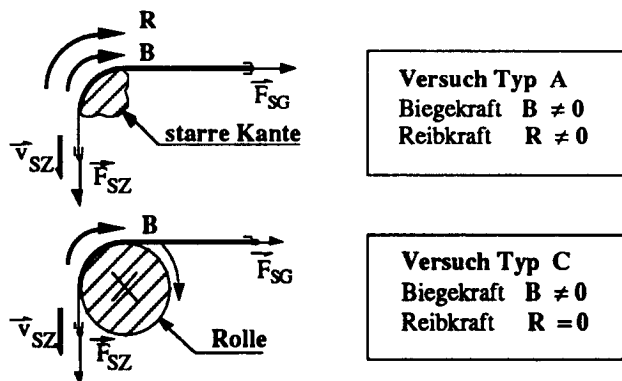 R
B
F_SG
starre Kante
v_SZ
F_SZ
Versuch Typ A
Biegekraft B ≠ 0
Reibkraft R ≠ 0
B
F_SG
v_SZ
F_SZ
Rolle
Versuch Typ C
Biegekraft B ≠ 0
Reibkraft R = 0